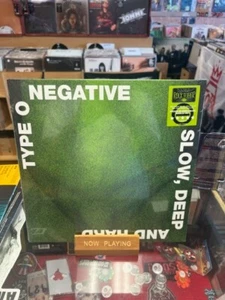 TYPE O
NEGATIVE
SLOW, DEEP
AND HARD
NOW PLAYING